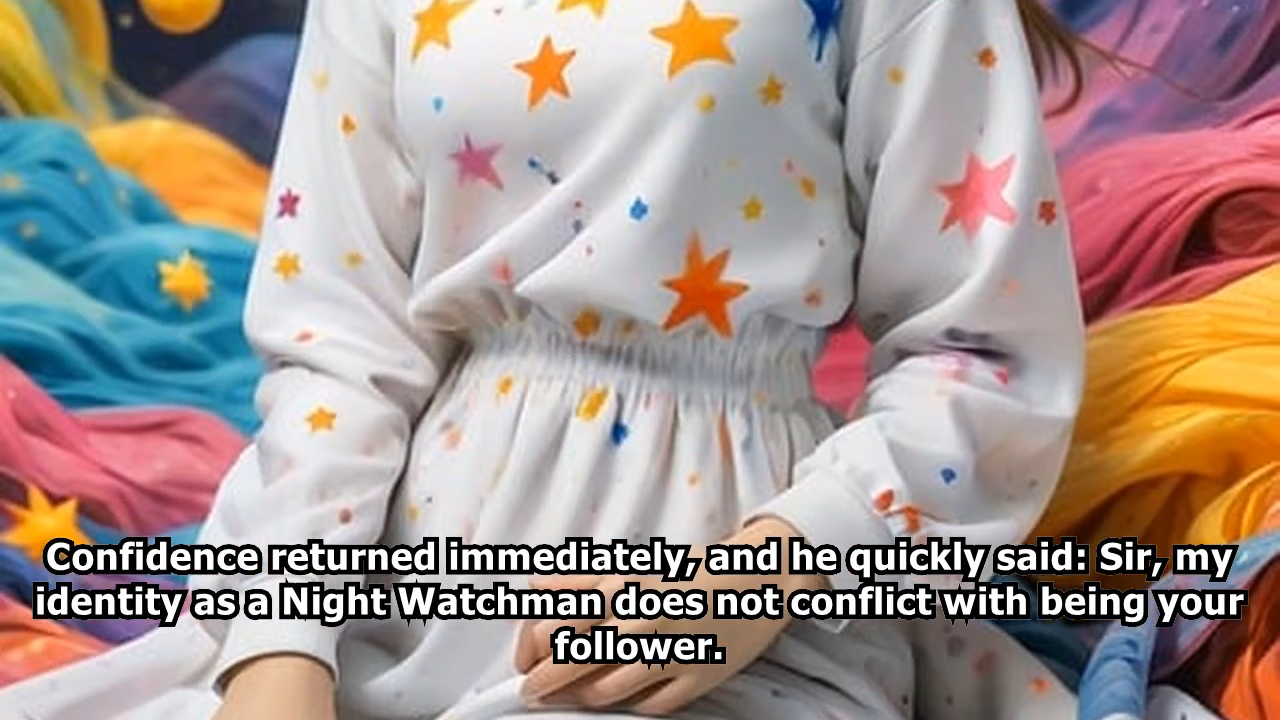 Confidence returned immediately, and he quickly said: Sir, my
identity as a Night Watchman does not conflict with being your
follower.